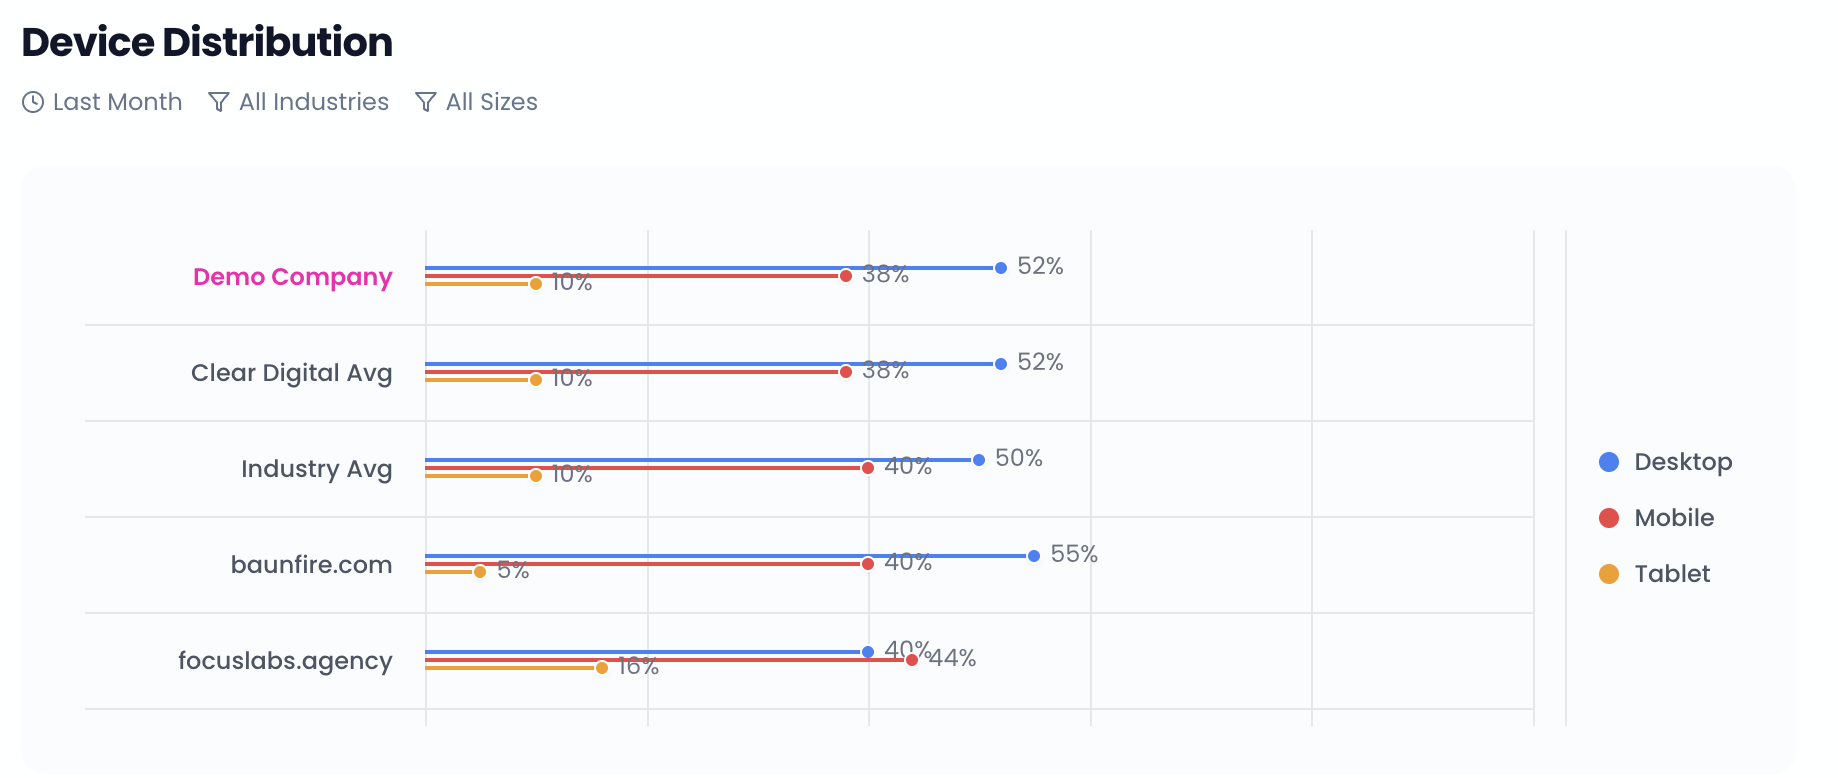 Device Distribution
Last Month All Industries All Sizes
Demo Company 10% 38% 52%
Clear Digital Avg 10% 38% 52%
Industry Avg 10% 40% 50%
baunfire.com 5% 40% 55%
focuslabs.agency 16% 40% 44%
Desktop
Mobile
Tablet